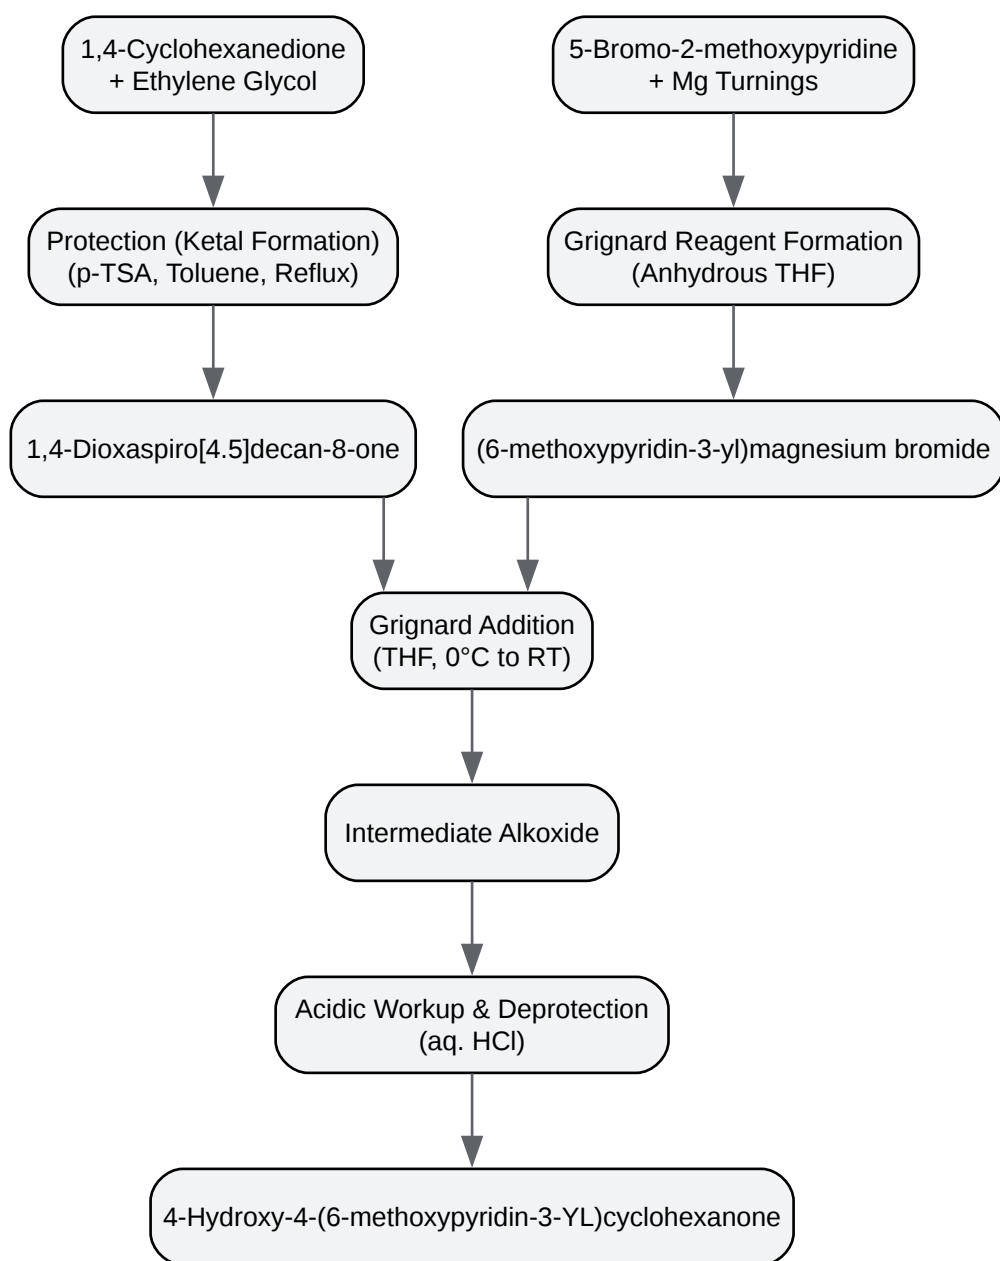 1,4-Cyclohexanedione
+ Ethylene Glycol
5-Bromo-2-methoxypyridine
+ Mg Turnings
Protection (Ketal Formation)
(p-TSA, Toluene, Reflux)
Grignard Reagent Formation
(Anhydrous THF)
1,4-Dioxaspiro[4.5]decan-8-one
(6-methoxypyridin-3-yl)magnesium bromide
Grignard Addition
(THF, 0°C to RT)
Intermediate Alkoxide
Acidic Workup & Deprotection
(aq. HCl)
4-Hydroxy-4-(6-methoxypyridin-3-YL)cyclohexanone